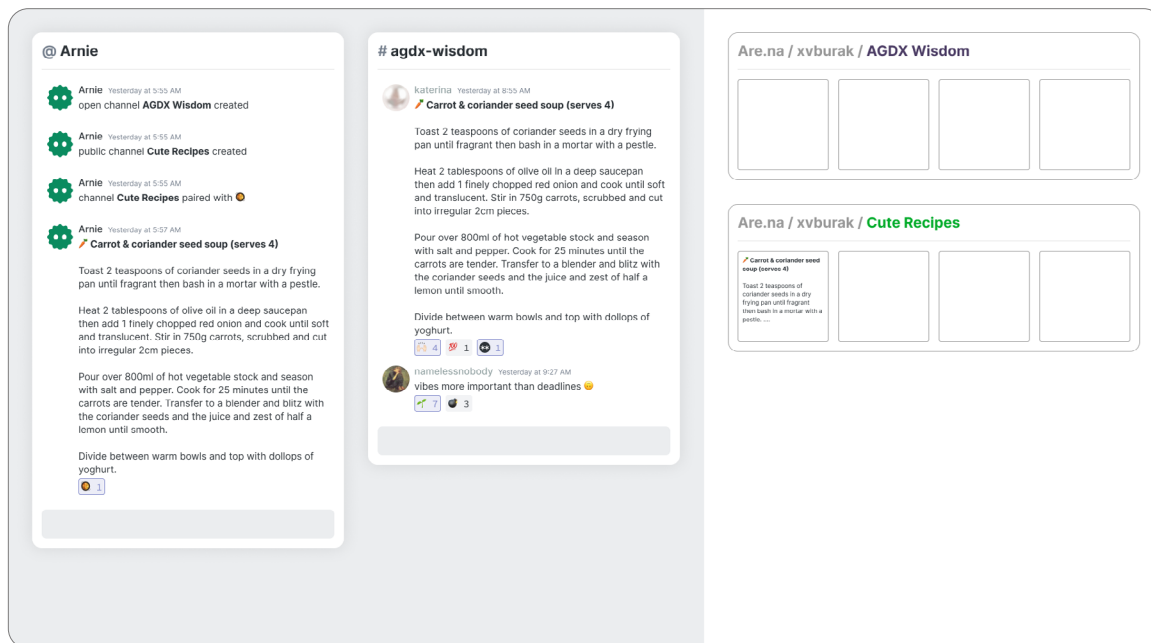 @ Arnie
Arnie Yesterday at 5:55 AM
open channel AGDX Wisdom created
Arnie Yesterday at 5:55 AM
public channel Cute Recipes created
Arnie Yesterday at 5:55 AM
channel Cute Recipes paired with
Arnie Yesterday at 5:57 AM
🥕 Carrot & coriander seed soup (serves 4)
Toast 2 teaspoons of coriander seeds in a dry frying
pan until fragrant then bash in a mortar with a pestle.
Heat 2 tablespoons of olive oil in a deep saucepan
then add 1 finely chopped red onion and cook until soft
and translucent. Stir in 750g carrots, scrubbed and cut
into irregular 2cm pieces.
Pour over 800ml of hot vegetable stock and season
with salt and pepper. Cook for 25 minutes until the
carrots are tender. Transfer to a blender and blitz with
the coriander seeds and the juice and zest of half a
lemon until smooth.
Divide between warm bowls and top with dollops of
yoghurt.
1
# agdx-wisdom
katerina Yesterday at 8:55 AM
🥕 Carrot & coriander seed soup (serves 4)
Toast 2 teaspoons of coriander seeds in a dry frying
pan until fragrant then bash in a mortar with a pestle.
Heat 2 tablespoons of olive oil in a deep saucepan
then add 1 finely chopped red onion and cook until soft
and translucent. Stir in 750g carrots, scrubbed and cut
into irregular 2cm pieces.
Pour over 800ml of hot vegetable stock and season
with salt and pepper. Cook for 25 minutes until the
carrots are tender. Transfer to a blender and blitz with
the coriander seeds and the juice and zest of half a
lemon until smooth.
Divide between warm bowls and top with dollops of
yoghurt.
4 💯 1 1
namelessnobody Yesterday at 9:27 AM
vibes more important than deadlines 🙃
🌱 7 💣 3
Are.na / xvburak / AGDX Wisdom
Are.na / xvburak / Cute Recipes
🥕 Carrot & coriander seed
soup (serves 4)
Toast 2 teaspoons of
coriander seeds in a dry
frying pan until fragrant
then bash in a mortar with a
pestle. ....